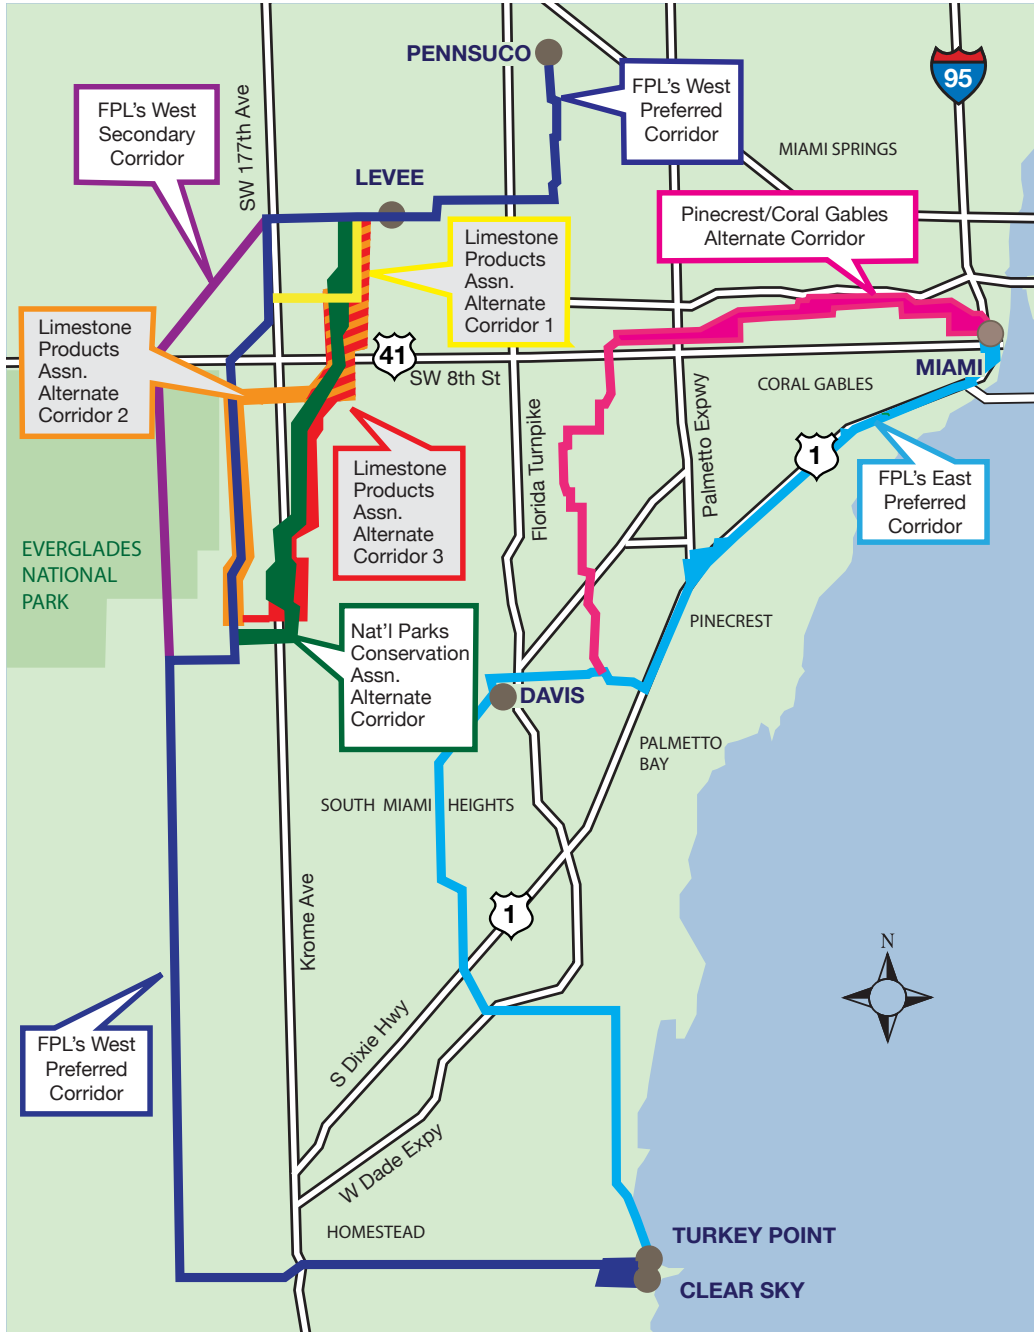 PENNSUCO
FPL's West
Preferred
Corridor
95
FPL's West
Secondary
Corridor
SW 177th Ave
MIAMI SPRINGS
LEVEE
Pinecrest/Coral Gables
Alternate Corridor
Limestone
Products
Assn.
Alternate
Corridor 1
Limestone
Products
Assn.
Alternate
Corridor 2
41
SW 8th St
MIAMI
CORAL GABLES
Florida Turnpike
Palmetto Expwy
1
Limestone
Products
Assn.
Alternate
Corridor 3
FPL's East
Preferred
Corridor
EVERGLADES
NATIONAL
PARK
PINECREST
Nat'l Parks
Conservation
Assn.
Alternate
Corridor
DAVIS
PALMETTO
BAY
SOUTH MIAMI HEIGHTS
Krome Ave
1
N
S Dixie Hwy
FPL's West
Preferred
Corridor
W Dade Expy
HOMESTEAD
TURKEY POINT
CLEAR SKY